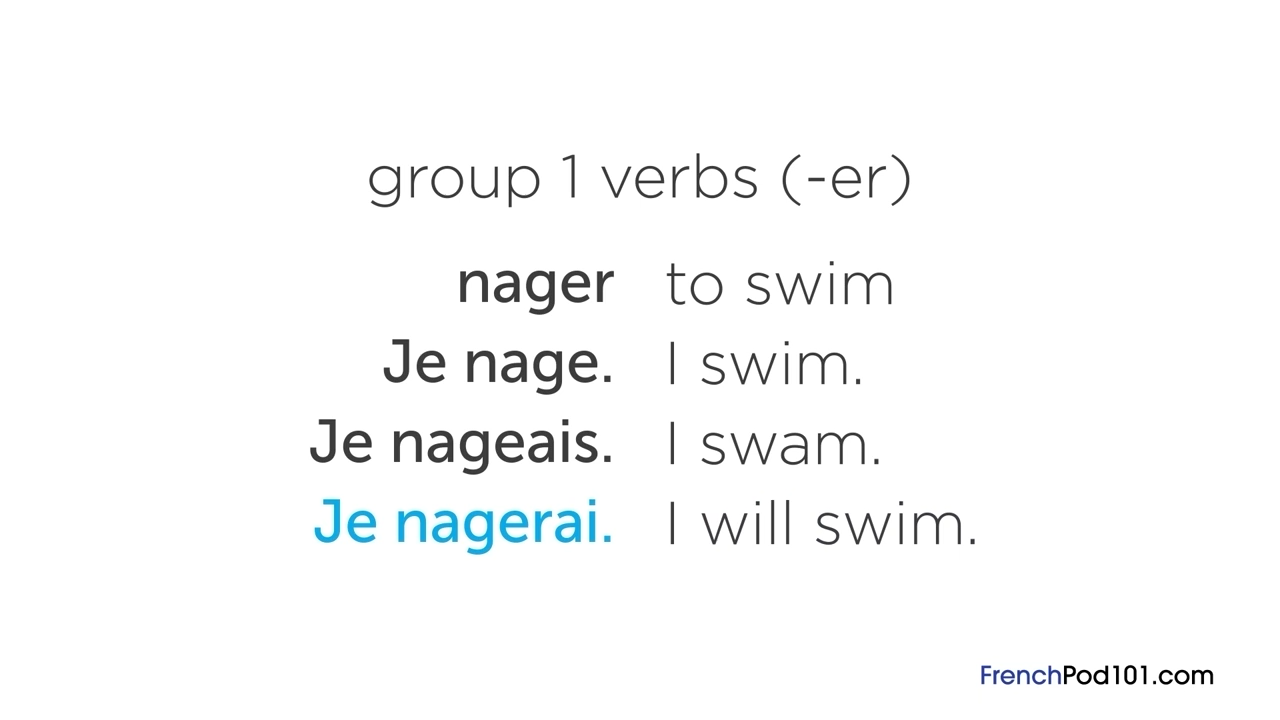 group 1 verbs (-er)
nager to swim
Je nage. I swim.
Je nageais. I swam.
Je nagerai. I will swim.
FrenchPod101.com